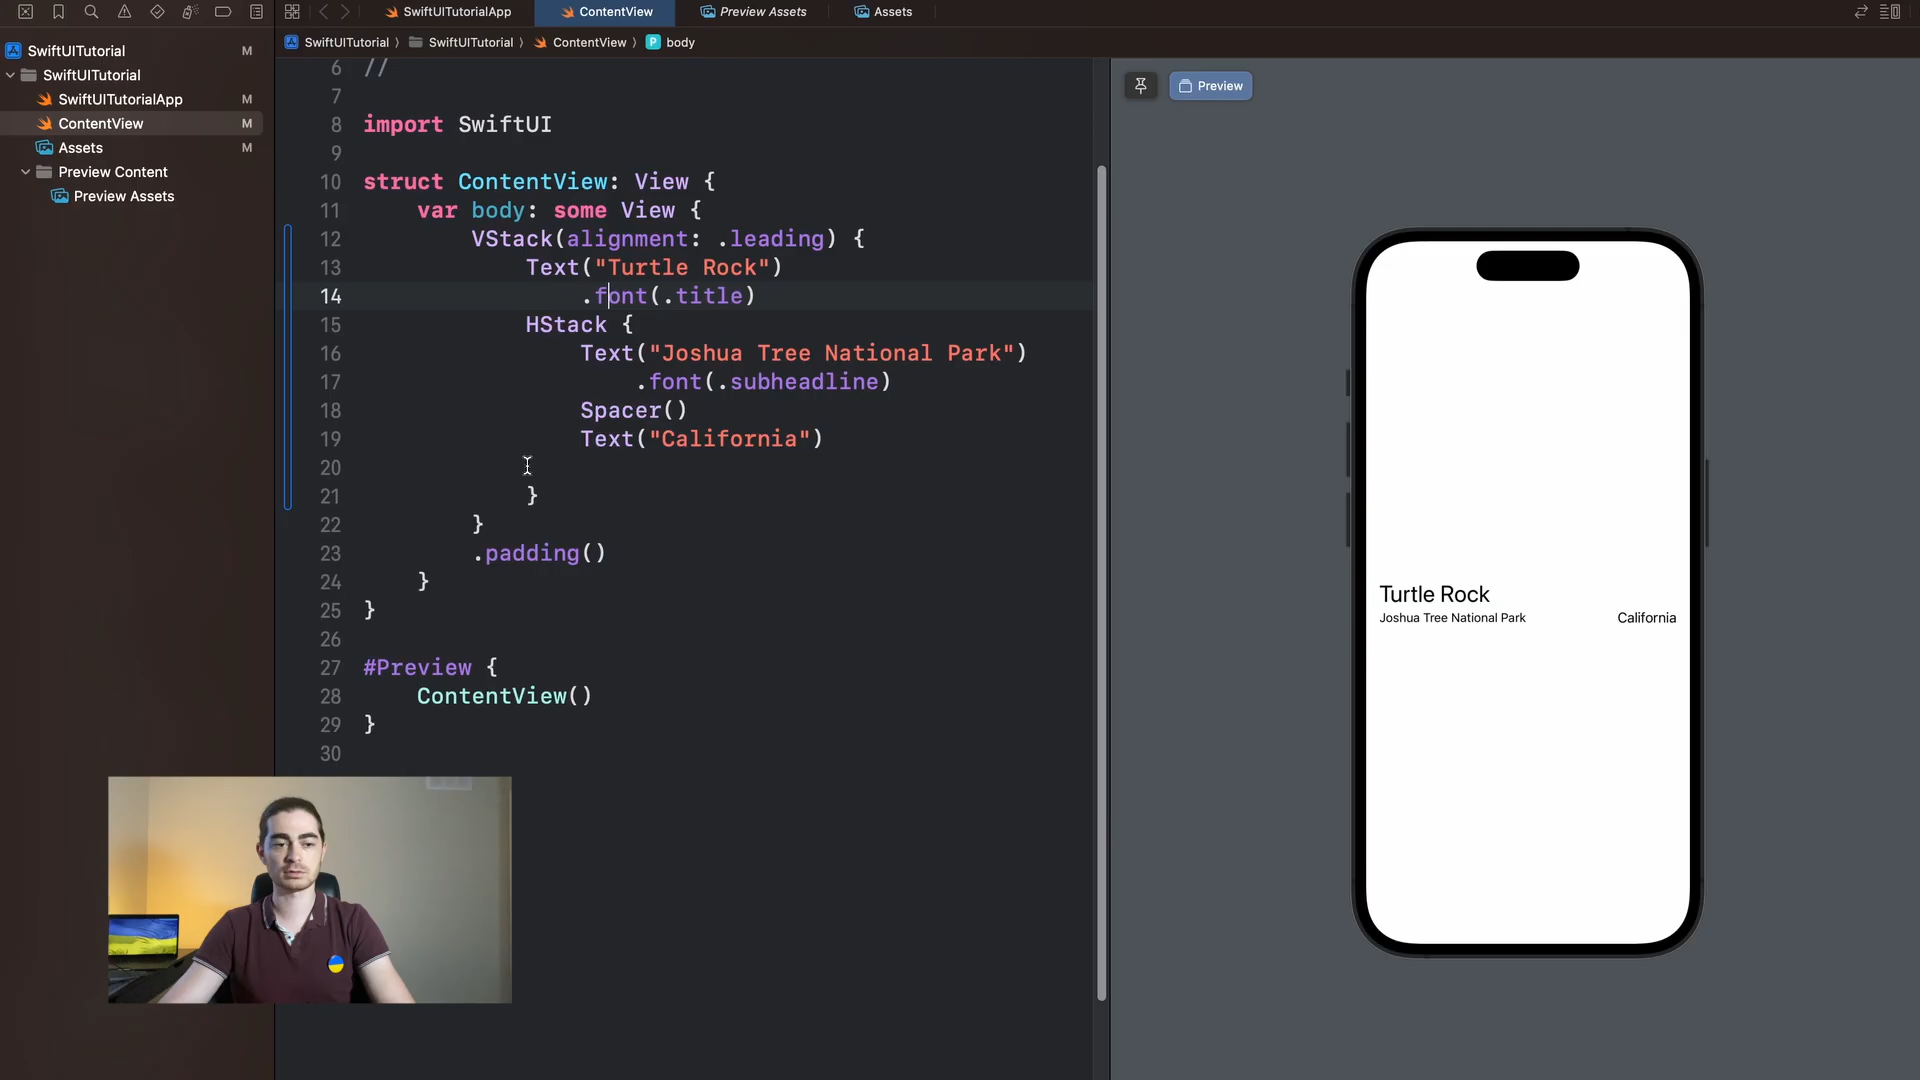 SwiftUITutorialApp
ContentView
Preview Assets
Assets
SwiftUITutorial M
SwiftUITutorial
SwiftUITutorialApp M
ContentView M
Assets M
Preview Content
Preview Assets
SwiftUITutorial 〉 SwiftUITutorial 〉 ContentView 〉 P body
6 //
7
8 import SwiftUI
9
10 struct ContentView: View {
11 var body: some View {
12 VStack(alignment: .leading) {
13 Text("Turtle Rock")
14 .font(.title)
15 HStack {
16 Text("Joshua Tree National Park")
17 .font(.subheadline)
18 Spacer()
19 Text("California")
20
21 }
22 }
23 .padding()
24 }
25 }
26
27 #Preview {
28 ContentView()
29 }
30
Preview
Turtle Rock
Joshua Tree National Park California